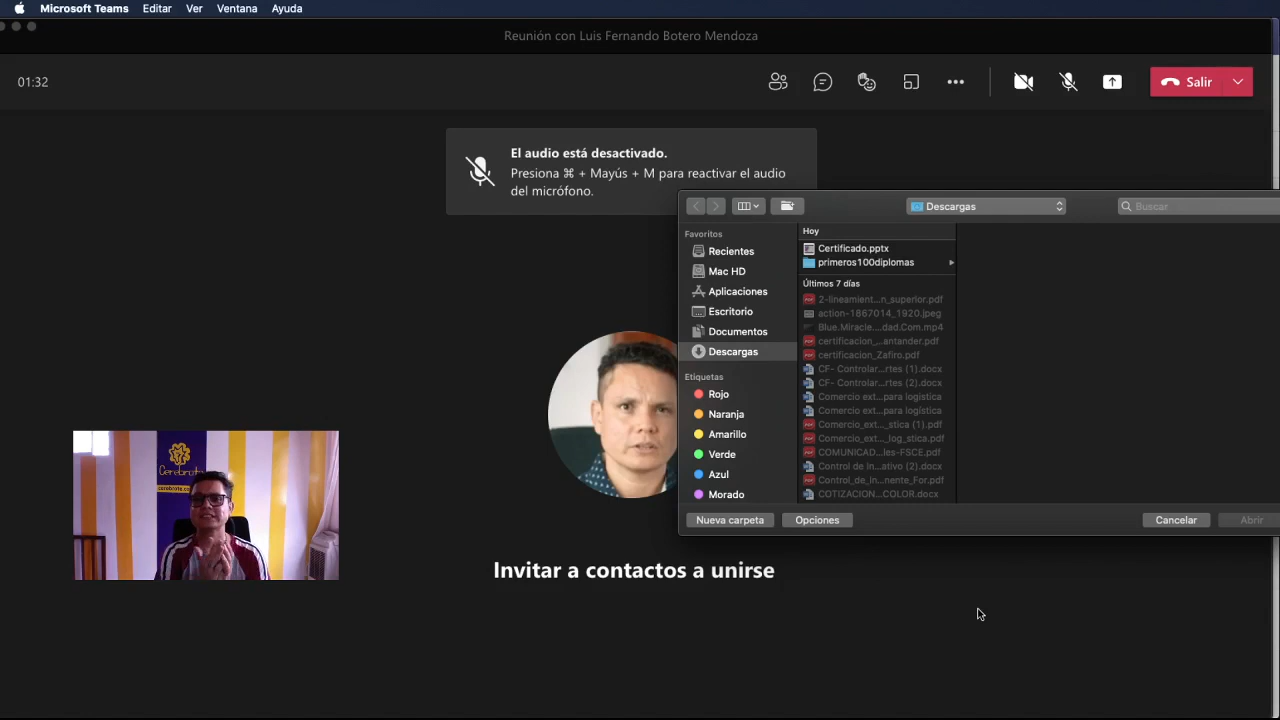 Microsoft Teams Editar Ver Ventana Ayuda
Reunión con Luis Fernando Botero Mendoza
01:32
Salir
El audio está desactivado.
Presiona ⌘ + Mayús + M para reactivar el audio
del micrófono.
Descargas
Buscar
Favoritos
Recientes
Mac HD
Aplicaciones
Escritorio
Documentos
Descargas
Etiquetas
Rojo
Naranja
Amarillo
Verde
Azul
Morado
Hoy
Certificado.pptx
primeros100diplomas
Últimos 7 días
2-lineamient...n_superior.pdf
action-1867014_1920.jpeg
Blue.Miracle....dad.Com.mp4
certificacion_...antander.pdf
certificacion_Zafiro.pdf
CF- Controlar...rtes (1).docx
CF- Controlar...rtes (2).docx
Comercio ext...para logística
Comercio ext...para logística
Comercio_ext..._stica (1).pdf
Comercio_ext..._log_stica.pdf
COMUNICAD...les-FSCE.pdf
Control de In...ativo (2).docx
Control_de_In...nente_For.pdf
COTIZACION...COLOR.docx
Nueva carpeta
Opciones
Cancelar
Abrir
Cerebrote
Invitar a contactos a unirse